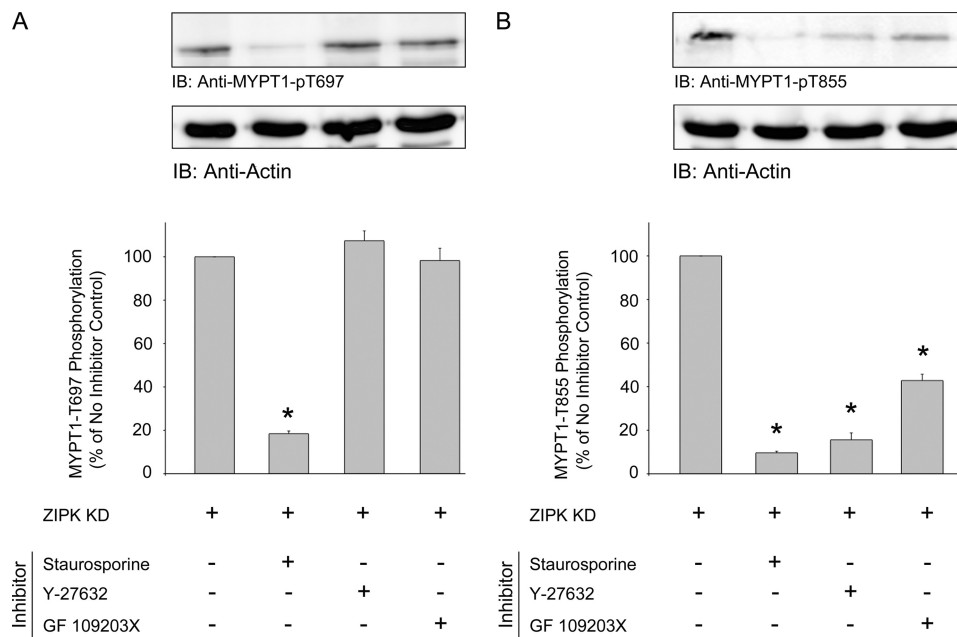 A
IB: Anti-MYPT1-pT697
IB: Anti-Actin
MYPT1-T697 Phosphorylation
(% of No Inhibitor Control)
100
80
60
40
20
0
*
ZIPK KD + + + +
Inhibitor
Staurosporine - + - -
Y-27632 - - + -
GF 109203X - - - +
B
IB: Anti-MYPT1-pT855
IB: Anti-Actin
MYPT1-T855 Phosphorylation
(% of No Inhibitor Control)
100
80
60
40
20
0
* * *
ZIPK KD + + + +
Inhibitor
Staurosporine - + - -
Y-27632 - - + -
GF 109203X - - - +